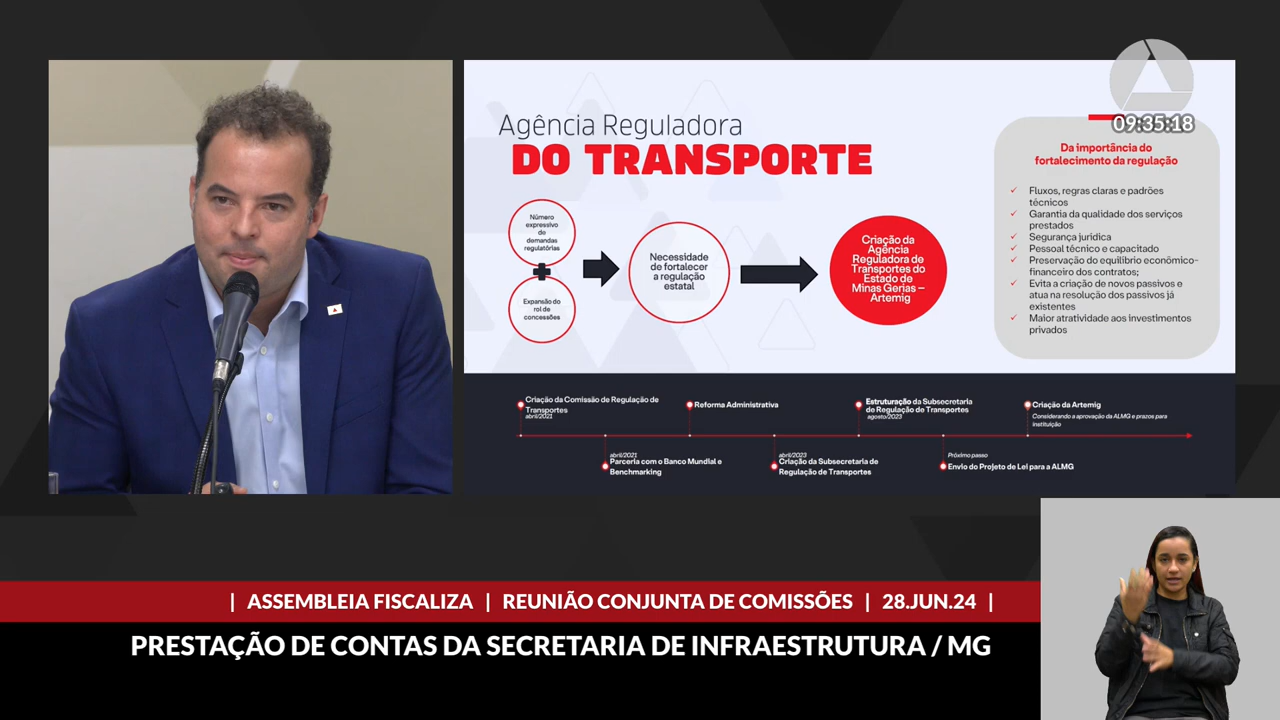 09:35:18
Agência Reguladora
DO TRANSPORTE
Número
expressivo
de
demandas
regulatórias
Expansão do
rol de
concessões
Necessidade
de fortalecer
a regulação
estatal
Criação da
Agência
Reguladora de
Transportes do
Estado de
Minas Gerias –
Artemig
Da importância do
fortalecimento da regulação
Fluxos, regras claras e padrões
técnicos
Garantia da qualidade dos serviços
prestados
Segurança jurídica
Pessoal técnico e capacitado
Preservação do equilíbrio econômico-
financeiro dos contratos;
Evita a criação de novos passivos e
atua na resolução dos passivos já
existentes
Maior atratividade aos investimentos
privados
Criação da Comissão de Regulação de
Transportes
abril/2021
abril/2021
Parceria com o Banco Mundial e
Benchmarking
Reforma Administrativa
abril/2023
Criação da Subsecretaria de
Regulação de Transportes
Estruturação da Subsecretaria
de Regulação de Transportes
agosto/2023
Próximo passo
Envio do Projeto de Lei para a ALMG
Criação da Artemig
Considerando a aprovação da ALMG e prazos para
instituição
| ASSEMBLEIA FISCALIZA | REUNIÃO CONJUNTA DE COMISSÕES | 28.JUN.24 |
PRESTAÇÃO DE CONTAS DA SECRETARIA DE INFRAESTRUTURA / MG